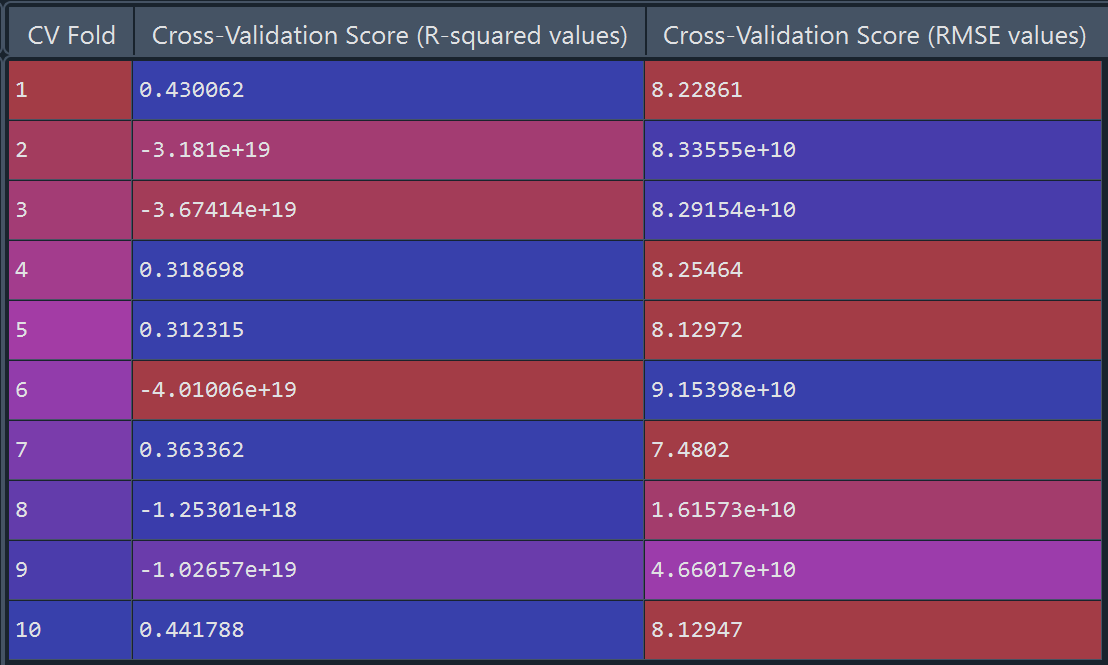 CV Fold Cross-Validation Score (R-squared values) Cross-Validation Score (RMSE values)
1 0.430062 8.22861
2 -3.181e+19 8.33555e+10
3 -3.67414e+19 8.29154e+10
4 0.318698 8.25464
5 0.312315 8.12972
6 -4.01006e+19 9.15398e+10
7 0.363362 7.4802
8 -1.25301e+18 1.61573e+10
9 -1.02657e+19 4.66017e+10
10 0.441788 8.12947